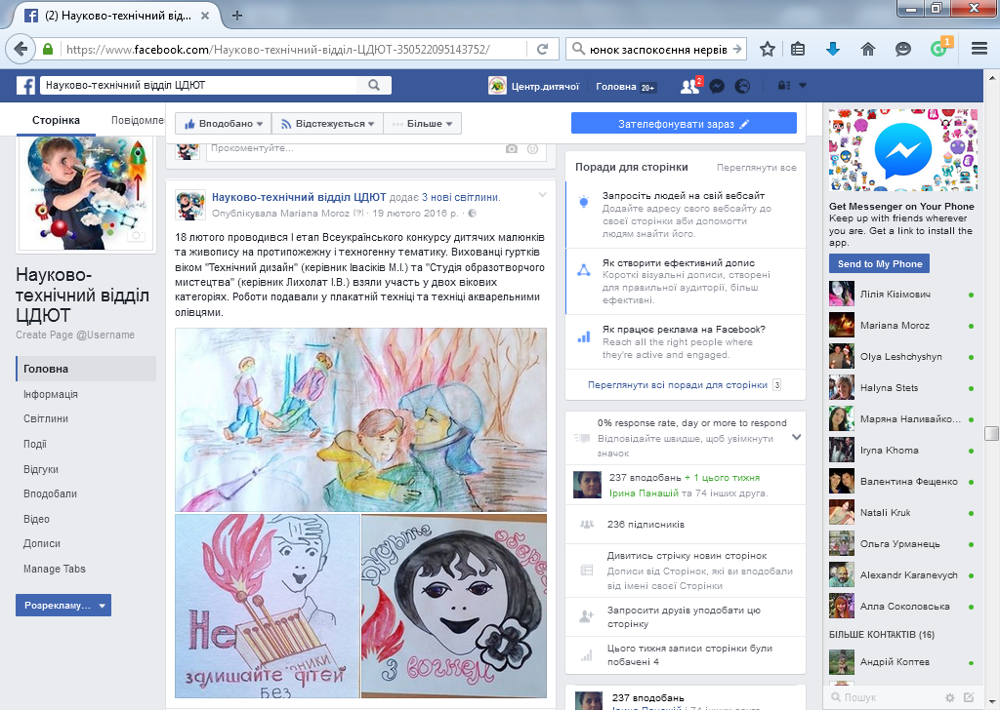 (2) Науково-технічний від...
https://www.facebook.com/Науково-технічний-відділ-ЦДЮТ-350522095143752/
юнок заспокоєння нервів
1
Науково-технічний відділ ЦДЮТ
Центр.дитячої
Головна 20+
2
Сторінка
Повідомле
Вподобано
Відстежується
Більше
Зателефонувати зараз
Науково-технічний відділ ЦДЮТ
Create Page @Username
Головна
Інформація
Світлини
Події
Відгуки
Вподобали
Відео
Дописи
Manage Tabs
Розрекламу...
Прокоментуйте...
Науково-технічний відділ ЦДЮТ додає 3 нові світлини.
Опублікувала Mariana Moroz [?] · 19 лютого 2016 р. ·
18 лютого проводився І етап Всеукраїнського конкурсу дитячих малюнків
та живопису на протипожежну і техногенну тематику. Вихованці гуртків
віком "Технічний дизайн" (керівник Івасіків М.І.) та "Студія образотворчого
мистецтва" (керівник Лихолат І.В.) взяли участь у двох вікових
категоріях. Роботи подавали у плакатній техніці та техніці акварельними
олівцями.
Не
залишайте дітей
без
Будьте
обереж
з вогнем
Поради для сторінки
Переглянути все
Запросіть людей на свій вебсайт
Додайте адресу свого вебсайту до
своєї сторінки аби допомогти
людям знайти його.
Як створити ефективний допис
Короткі візуальні дописи, створені
для правильної аудиторії, більш
ефективні.
Як працює реклама на Facebook?
Reach all the right people where
they're active and engaged.
Переглянути всі поради для сторінки 3
0% response rate, day or more to respond
Відповідайте швидше, щоб увімкнути
значок
237 вподобань + 1 цього тижня
Ірина Панашій та 74 інших друга.
236 підписників
Дивитись стрічку новин сторінок
Дописи від Сторінок, які ви вподобали
від імені своєї Сторінки
Запросити друзів уподобати цю
сторінку
Цього тижня записи сторінки були
побачені 4
237 вподобань
Ірина Панашій і 74 інших друга
Get Messenger on Your Phone
Keep up with friends wherever
you are. Get a link to install the
app.
Send to My Phone
Лілія Кізімович
Mariana Moroz
Olya Leshchyshyn
Halyna Stets
Маряна Наливайко...
Iryna Khoma
Валентина Фещенко
Natali Kruk
Ольга Урманець
Alexandr Karanevych
Алла Соколовська
БІЛЬШЕ КОНТАКТІВ (16)
Андрій Коптев
Пошук